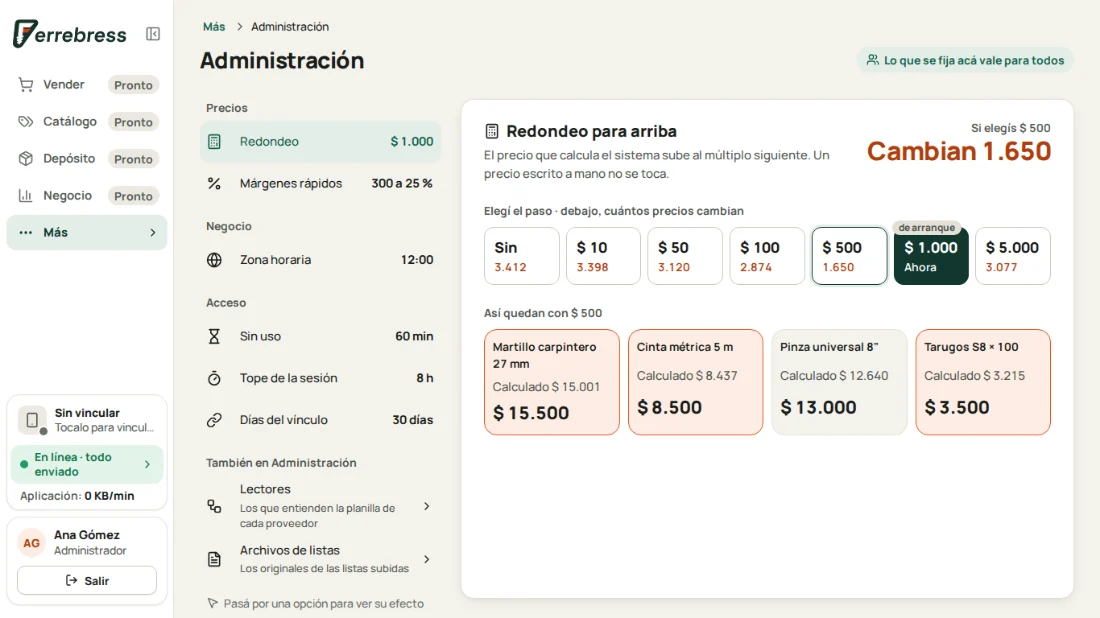 Ferrebress
Vender Pronto
Catálogo Pronto
Depósito Pronto
Negocio Pronto
Más
Sin vincular
Tocalo para vincul...
En línea · todo
enviado
Aplicación: 0 KB/min
AG
Ana Gómez
Administrador
Salir
Más > Administración
Administración
Lo que se fija acá vale para todos
Precios
Redondeo $ 1.000
Márgenes rápidos 300 a 25 %
Negocio
Zona horaria 12:00
Acceso
Sin uso 60 min
Tope de la sesión 8 h
Días del vínculo 30 días
También en Administración
Lectores
Los que entienden la planilla de
cada proveedor
Archivos de listas
Los originales de las listas subidas
Pasá por una opción para ver su efecto
Redondeo para arriba
El precio que calcula el sistema sube al múltiplo siguiente. Un
precio escrito a mano no se toca.
Si elegís $ 500
Cambian 1.650
Elegí el paso · debajo, cuántos precios cambian
Sin
3.412
$ 10
3.398
$ 50
3.120
$ 100
2.874
$ 500
1.650
de arranque
$ 1.000
Ahora
$ 5.000
3.077
Así quedan con $ 500
Martillo carpintero
27 mm
Calculado $ 15.001
$ 15.500
Cinta métrica 5 m
Calculado $ 8.437
$ 8.500
Pinza universal 8"
Calculado $ 12.640
$ 13.000
Tarugos S8 × 100
Calculado $ 3.215
$ 3.500